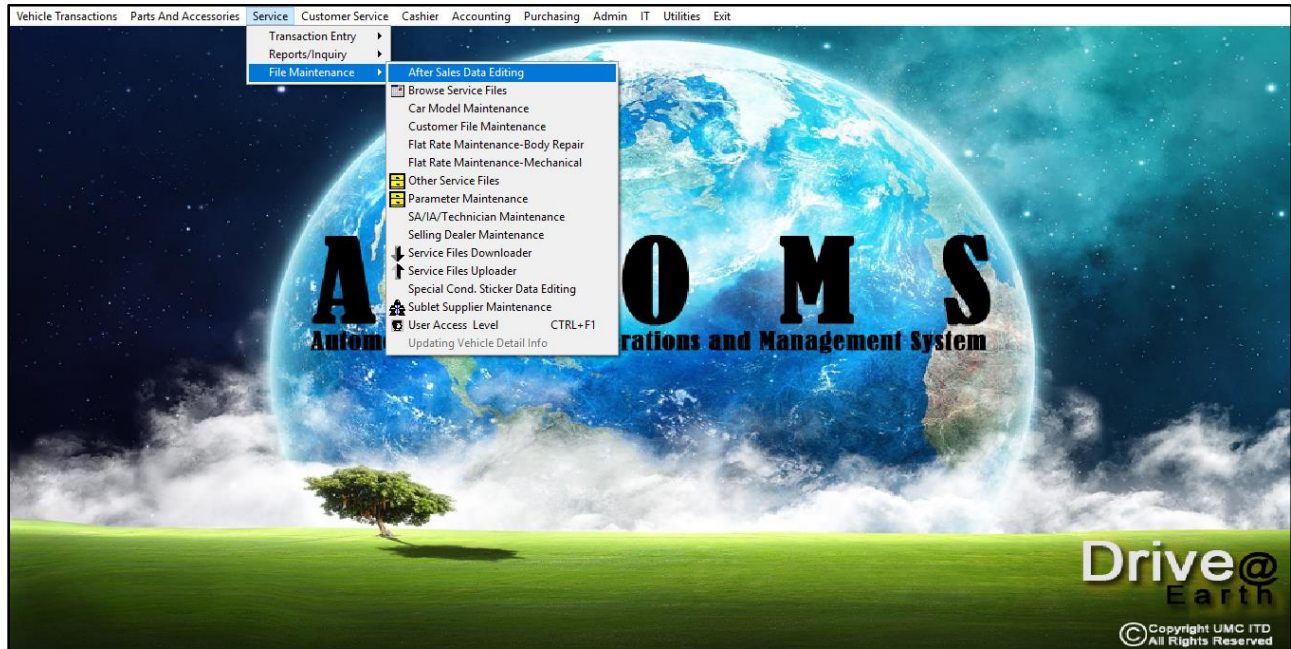 Vehicle Transactions Parts And Accessories Service Customer Service Cashier Accounting Purchasing Admin IT Utilities Exit
Transaction Entry
Reports/Inquiry
File Maintenance
After Sales Data Editing
Browse Service Files
Car Model Maintenance
Customer File Maintenance
Flat Rate Maintenance-Body Repair
Flat Rate Maintenance-Mechanical
Other Service Files
Parameter Maintenance
SA/IA/Technician Maintenance
Selling Dealer Maintenance
Service Files Downloader
Service Files Uploader
Special Cond. Sticker Data Editing
Sublet Supplier Maintenance
User Access Level CTRL+F1
Updating Vehicle Detail Info
A O M S
Autom rations and Management System
Drive@
Earth
©Copyright UMC ITD
All Rights Reserved